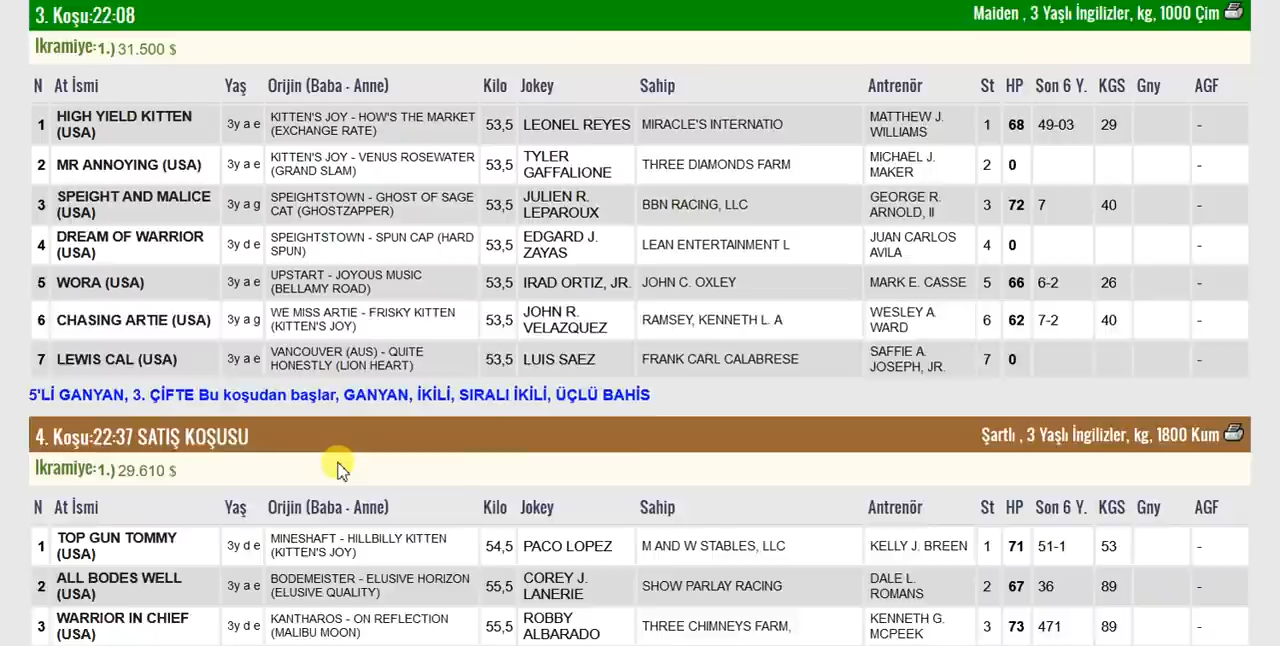 3. Koşu:22:08 Maiden , 3 Yaşlı İngilizler, kg, 1000 Çim
Ikramiye:1.) 31.500 $
N At İsmi Yaş Orijin (Baba - Anne) Kilo Jokey Sahip Antrenör St HP Son 6 Y. KGS Gny AGF
1 HIGH YIELD KITTEN (USA) 3y a e KITTEN'S JOY - HOW'S THE MARKET (EXCHANGE RATE) 53,5 LEONEL REYES MIRACLE'S INTERNATIO MATTHEW J. WILLIAMS 1 68 49-03 29 -
2 MR ANNOYING (USA) 3y a e KITTEN'S JOY - VENUS ROSEWATER (GRAND SLAM) 53,5 TYLER GAFFALIONE THREE DIAMONDS FARM MICHAEL J. MAKER 2 0 -
3 SPEIGHT AND MALICE (USA) 3y a g SPEIGHTSTOWN - GHOST OF SAGE CAT (GHOSTZAPPER) 53,5 JULIEN R. LEPAROUX BBN RACING, LLC GEORGE R. ARNOLD, II 3 72 7 40 -
4 DREAM OF WARRIOR (USA) 3y d e SPEIGHTSTOWN - SPUN CAP (HARD SPUN) 53,5 EDGARD J. ZAYAS LEAN ENTERTAINMENT L JUAN CARLOS AVILA 4 0 -
5 WORA (USA) 3y a e UPSTART - JOYOUS MUSIC (BELLAMY ROAD) 53,5 IRAD ORTIZ, JR. JOHN C. OXLEY MARK E. CASSE 5 66 6-2 26 -
6 CHASING ARTIE (USA) 3y a g WE MISS ARTIE - FRISKY KITTEN (KITTEN'S JOY) 53,5 JOHN R. VELAZQUEZ RAMSEY, KENNETH L. A WESLEY A. WARD 6 62 7-2 40 -
7 LEWIS CAL (USA) 3y a e VANCOUVER (AUS) - QUITE HONESTLY (LION HEART) 53,5 LUIS SAEZ FRANK CARL CALABRESE SAFFIE A. JOSEPH, JR. 7 0 -
5'Lİ GANYAN, 3. ÇİFTE Bu koşudan başlar, GANYAN, İKİLİ, SIRALI İKİLİ, ÜÇLÜ BAHİS
4. Koşu:22:37 SATIŞ KOŞUSU Şartlı , 3 Yaşlı İngilizler, kg, 1800 Kum
Ikramiye:1.) 29.610 $
N At İsmi Yaş Orijin (Baba - Anne) Kilo Jokey Sahip Antrenör St HP Son 6 Y. KGS Gny AGF
1 TOP GUN TOMMY (USA) 3y d e MINESHAFT - HILLBILLY KITTEN (KITTEN'S JOY) 54,5 PACO LOPEZ M AND W STABLES, LLC KELLY J. BREEN 1 71 51-1 53 -
2 ALL BODES WELL (USA) 3y a e BODEMEISTER - ELUSIVE HORIZON (ELUSIVE QUALITY) 55,5 COREY J. LANERIE SHOW PARLAY RACING DALE L. ROMANS 2 67 36 89 -
3 WARRIOR IN CHIEF (USA) 3y d e KANTHAROS - ON REFLECTION (MALIBU MOON) 55,5 ROBBY ALBARADO THREE CHIMNEYS FARM, KENNETH G. MCPEEK 3 73 471 89 -